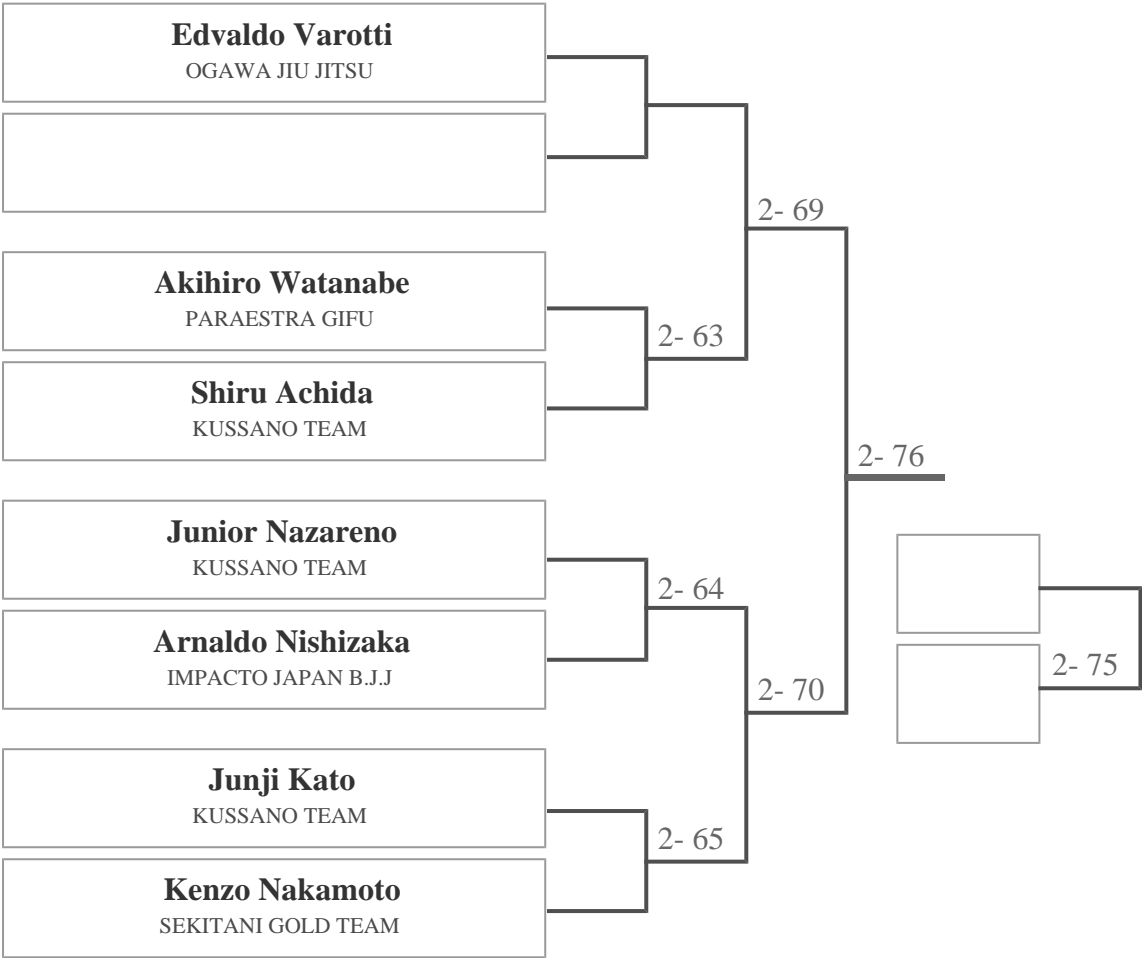 Edvaldo Varotti
OGAWA JIU JITSU
2- 69
Akihiro Watanabe
PARAESTRA GIFU
2- 63
Shiru Achida
KUSSANO TEAM
2- 76
Junior Nazareno
KUSSANO TEAM
2- 64
Arnaldo Nishizaka
IMPACTO JAPAN B.J.J
2- 75
2- 70
Junji Kato
KUSSANO TEAM
2- 65
Kenzo Nakamoto
SEKITANI GOLD TEAM